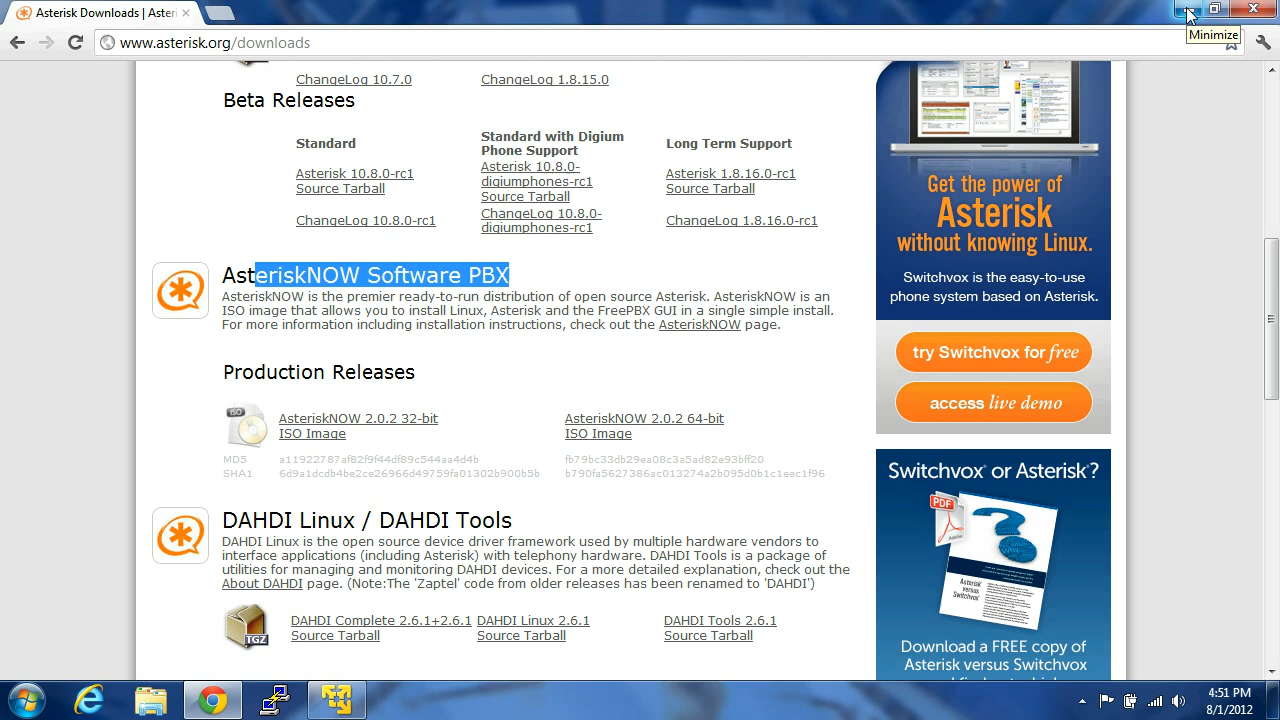 Asterisk Downloads | Asteri
www.asterisk.org/downloads
Minimize
ChangeLog 10.7.0
ChangeLog 1.8.15.0
Beta Releases
Standard
Standard with Digium
Phone Support
Long Term Support
Asterisk 10.8.0-rc1
Source Tarball
Asterisk 10.8.0-
digiumphones-rc1
Source Tarball
Asterisk 1.8.16.0-rc1
Source Tarball
ChangeLog 10.8.0-rc1
ChangeLog 10.8.0-
digiumphones-rc1
ChangeLog 1.8.16.0-rc1
AsteriskNOW Software PBX
AsteriskNOW is the premier ready-to-run distribution of open source Asterisk. AsteriskNOW is an
ISO image that allows you to install Linux, Asterisk and the FreePBX GUI in a single simple install.
For more information including installation instructions, check out the AsteriskNOW page.
Production Releases
ISO
AsteriskNOW 2.0.2 32-bit
ISO Image
AsteriskNOW 2.0.2 64-bit
ISO Image
MD5 a11922787af82f9f44df89c544aa4d4b fb79bc33db29ea08c3a5ad82e93bff20
SHA1 6d9a1dcdb4be2ce26966d49759fa01302b900b5b b790fa5627386ac013274a2b095d0b1c1eec1f96
DAHDI Linux / DAHDI Tools
DAHDI Linux is the open source device driver framework used by multiple hardware vendors to
interface applications (including Asterisk) with telephony hardware. DAHDI Tools is a package of
utilities for managing and monitoring DAHDI devices. For a more detailed explanation, check out the
About DAHDI page. (Note:The 'Zaptel' code from older releases has been renamed to 'DAHDI')
TGZ
DAHDI Complete 2.6.1+2.6.1
Source Tarball
DAHDI Linux 2.6.1
Source Tarball
DAHDI Tools 2.6.1
Source Tarball
Get the power of
Asterisk
without knowing Linux.
Switchvox is the easy-to-use
phone system based on Asterisk.
try Switchvox for free
access live demo
Switchvox® or Asterisk®?
PDF
Adobe
Asterisk
versus
Switchvox
Download a FREE copy of
Asterisk versus Switchvox
4:51 PM
8/1/2012